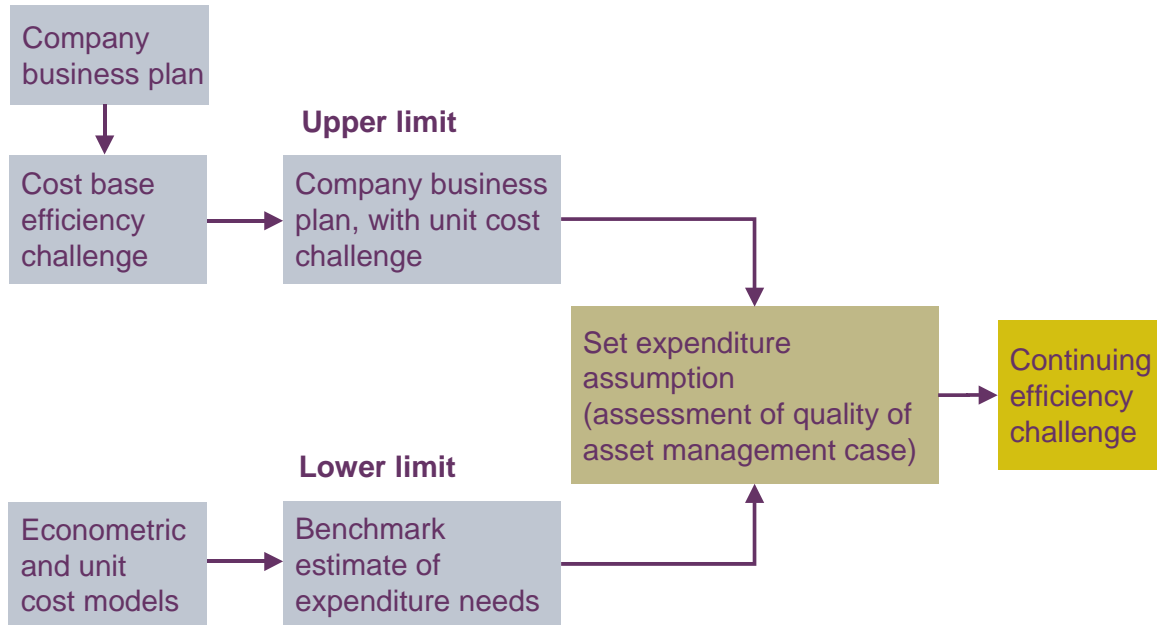 Company
business plan
Upper limit
Cost base
efficiency
challenge
Company business
plan, with unit cost
challenge
Set expenditure
assumption
(assessment of quality of
asset management case)
Continuing
efficiency
challenge
Lower limit
Econometric
and unit
cost models
Benchmark
estimate of
expenditure needs